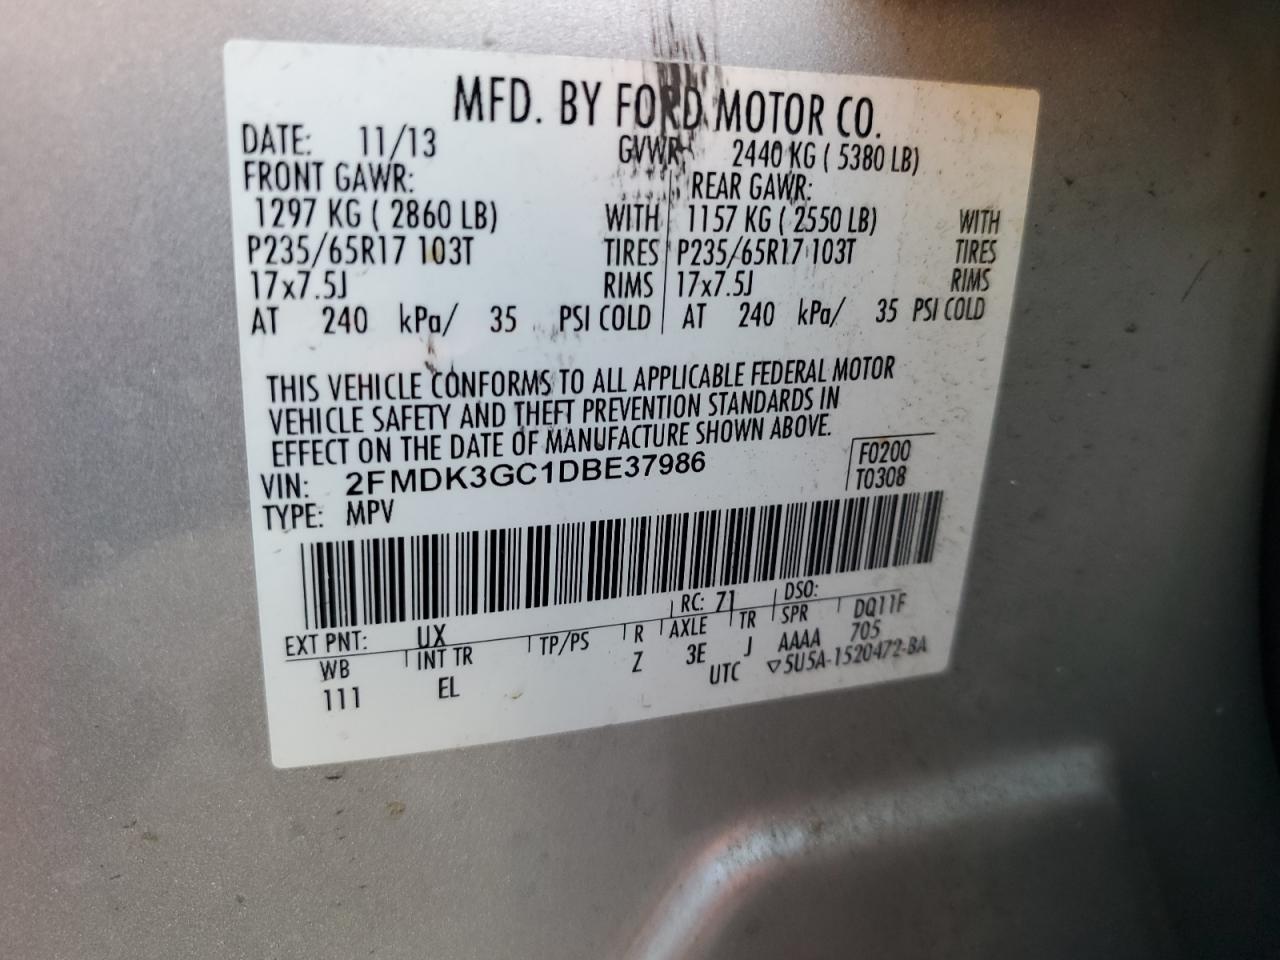 MFD. BY FORD MOTOR CO.
DATE: 11/13 GVWR: 2440 KG ( 5380 LB)
FRONT GAWR: REAR GAWR:
1297 KG ( 2860 LB) WITH 1157 KG ( 2550 LB) WITH
P235/65R17 103T TIRES P235/65R17 103T TIRES
17x7.5J RIMS 17x7.5J RIMS
AT 240 kPa/ 35 PSI COLD AT 240 kPa/ 35 PSI COLD
THIS VEHICLE CONFORMS TO ALL APPLICABLE FEDERAL MOTOR
VEHICLE SAFETY AND THEFT PREVENTION STANDARDS IN
EFFECT ON THE DATE OF MANUFACTURE SHOWN ABOVE.
VIN: 2FMDK3GC1DBE37986 F0200
TYPE: MPV T0308
EXT PNT: UX RC: 71 DSO:
WB INT TR TP/PS R AXLE TR SPR DQ11F
111 EL Z 3E J AAAA 705
UTC ▽5U5A-1520472-BA